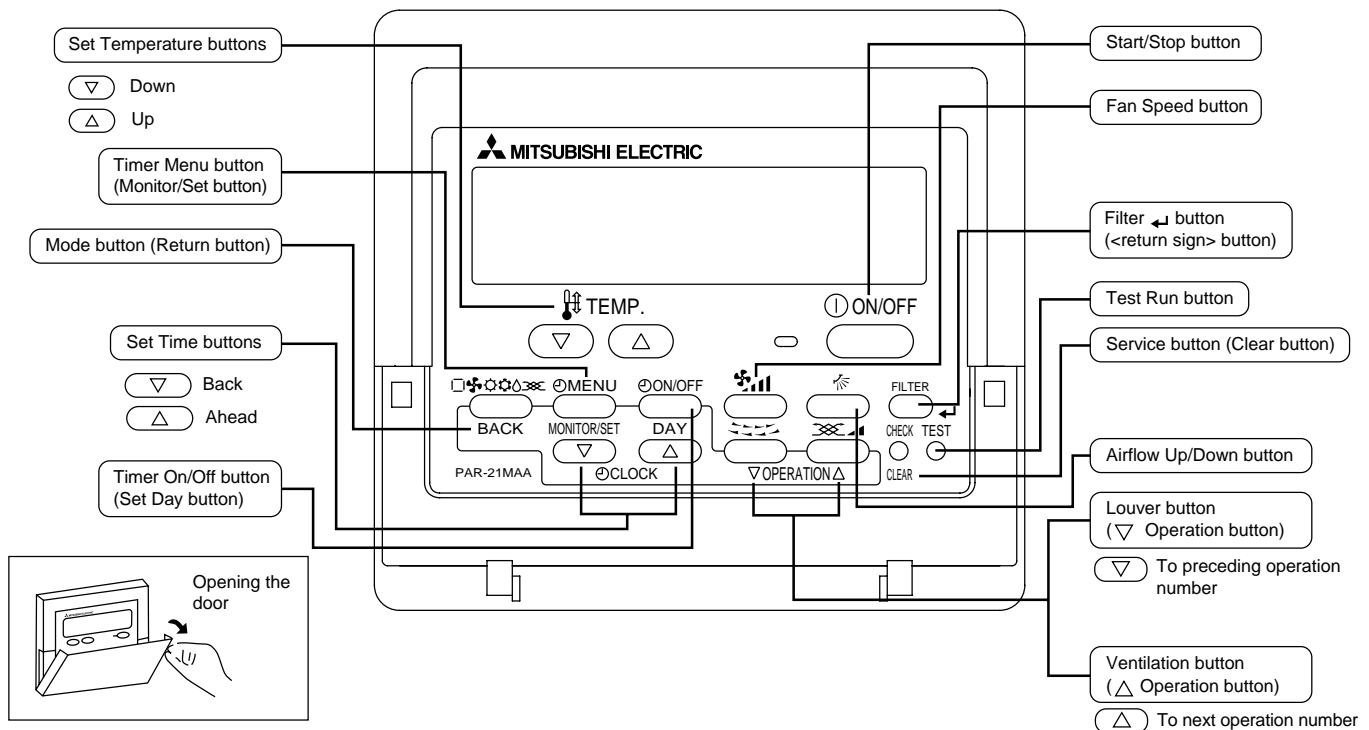 Set Temperature buttons
▽ Down
△ Up
Timer Menu button
(Monitor/Set button)
Mode button (Return button)
Set Time buttons
▽ Back
△ Ahead
Timer On/Off button
(Set Day button)
Opening the
door
MITSUBISHI ELECTRIC
TEMP.
ON/OFF
▽ △
MENU ON/OFF FILTER
BACK MONITOR/SET DAY CHECK TEST
▽ △
PAR-21MAA CLOCK ▽ OPERATION △ CLEAR
Start/Stop button
Fan Speed button
Filter ↵ button
(<return sign> button)
Test Run button
Service button (Clear button)
Airflow Up/Down button
Louver button
(▽ Operation button)
▽ To preceding operation
number
Ventilation button
(△ Operation button)
△ To next operation number